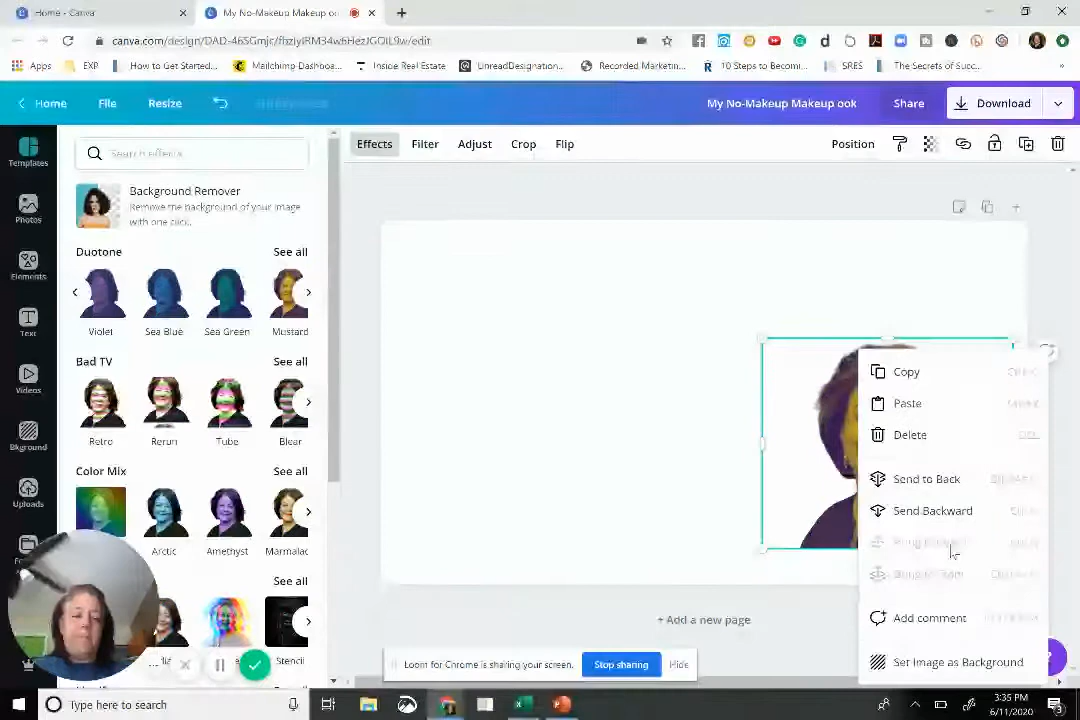 Home - Canva
My No-Makeup Makeup oo
canva.com/design/
/edit
Apps
EXP
How to Get Started...
Mailchimp Dashboa...
Inside Real Estate
UnreadDesignation...
Recorded Marketin...
10 Steps to Becomi...
SRES
The Secrets of Succ...
Home
File
Resize
My No-Makeup Makeup ook
Share
Download
Templates
Photos
Elements
Text
Videos
Bkground
Uploads
Search effects
Background Remover
Remove the background of your image
with one click.
Duotone
See all
Violet
Sea Blue
Sea Green
Mustard
Bad TV
See all
Retro
Rerun
Tube
Blear
Color Mix
See all
Arctic
Amethyst
Marmalac
See all
Stencil
Effects
Filter
Adjust
Crop
Flip
Position
Copy
Paste
Delete
Send to Back
Send Backward
Add comment
Set Image as Background
+ Add a new page
Loom for Chrome is sharing your screen.
Stop sharing
Hide
Type here to search
3:35 PM
6/11/2020